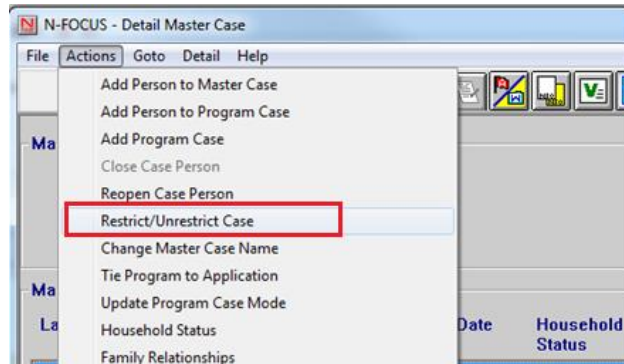 N-FOCUS - Detail Master Case
File Actions Goto Detail Help
Add Person to Master Case
Add Person to Program Case
Add Program Case
Ma
Close Case Person
Reopen Case Person
Restrict/Unrestrict Case
Change Master Case Name
Tie Program to Application
Ma
Update Program Case Mode
La
Household Status
Date Household
Status
Family Relationships